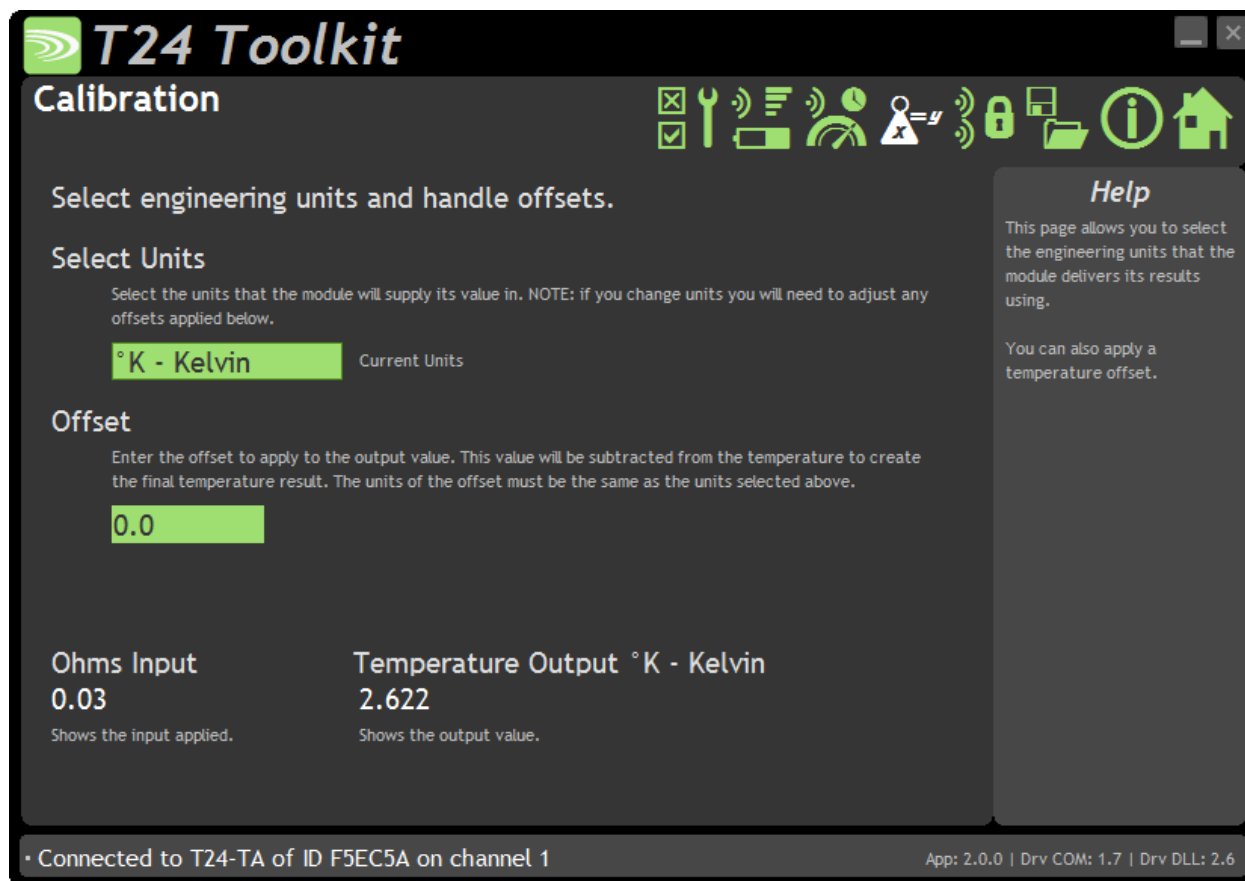 T24 Toolkit
Calibration
x=y
Select engineering units and handle offsets.
Select Units
Select the units that the module will supply its value in. NOTE: if you change units you will need to adjust any
offsets applied below.
°K - Kelvin
Current Units
Offset
Enter the offset to apply to the output value. This value will be subtracted from the temperature to create
the final temperature result. The units of the offset must be the same as the units selected above.
0.0
Ohms Input
0.03
Shows the input applied.
Temperature Output °K - Kelvin
2.622
Shows the output value.
Help
This page allows you to select
the engineering units that the
module delivers its results
using.
You can also apply a
temperature offset.
Connected to T24-TA of ID F5EC5A on channel 1
App: 2.0.0 | Drv COM: 1.7 | Drv DLL: 2.6